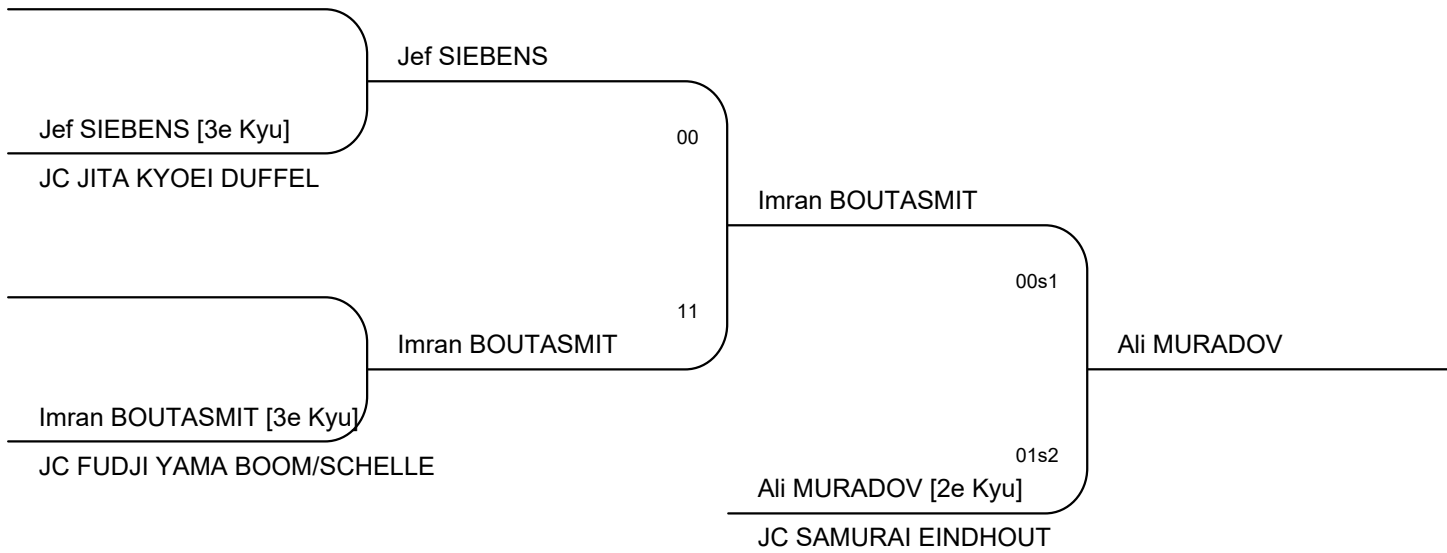 Jef SIEBENS
Jef SIEBENS [3e Kyu]
00
JC JITA KYOEI DUFFEL
Imran BOUTASMIT
00s1
11
Imran BOUTASMIT
Ali MURADOV
Imran BOUTASMIT [3e Kyu]
JC FUDJI YAMA BOOM/SCHELLE
01s2
Ali MURADOV [2e Kyu]
JC SAMURAI EINDHOUT